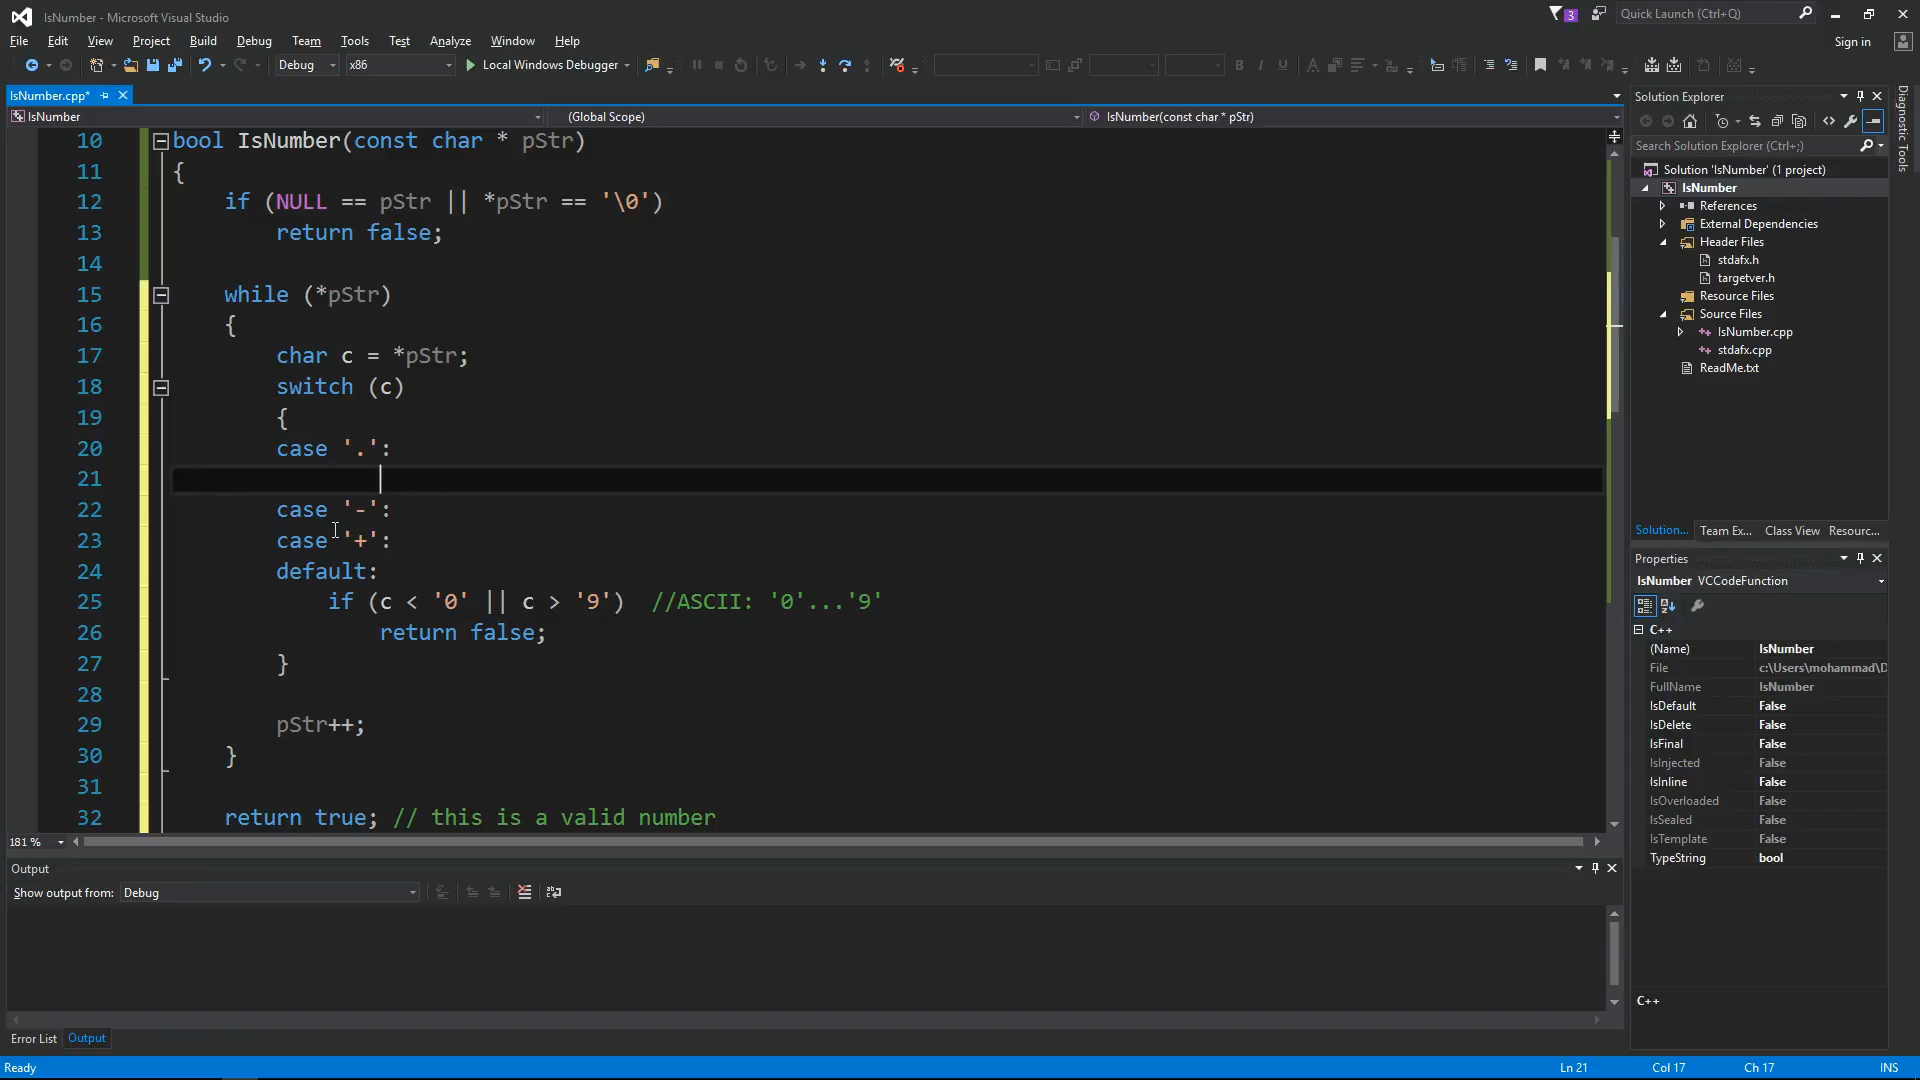 IsNumber - Microsoft Visual Studio
3
Quick Launch (Ctrl+Q)
File Edit View Project Build Debug Team Tools Test Analyze Window Help
Sign in
Debug x86 Local Windows Debugger
IsNumber.cpp*
IsNumber (Global Scope) IsNumber(const char * pStr)
10 bool IsNumber(const char * pStr)
11 {
12 if (NULL == pStr || *pStr == '\0')
13 return false;
14
15 while (*pStr)
16 {
17 char c = *pStr;
18 switch (c)
19 {
20 case '.':
21
22 case '-':
23 case '+':
24 default:
25 if (c < '0' || c > '9') //ASCII: '0'...'9'
26 return false;
27 }
28
29 pStr++;
30 }
31
32 return true; // this is a valid number
181 %
Output
Show output from: Debug
Error List Output
Solution Explorer
Search Solution Explorer (Ctrl+;)
Solution 'IsNumber' (1 project)
IsNumber
References
External Dependencies
Header Files
stdafx.h
targetver.h
Resource Files
Source Files
IsNumber.cpp
stdafx.cpp
ReadMe.txt
Solution... Team Ex... Class View Resourc...
Properties
IsNumber VCCodeFunction
C++
(Name) IsNumber
File c:\Users\mohammad\D
FullName IsNumber
IsDefault False
IsDelete False
IsFinal False
IsInjected False
IsInline False
IsOverloaded False
IsSealed False
IsTemplate False
TypeString bool
C++
Diagnostic Tools
Ready Ln 21 Col 17 Ch 17 INS